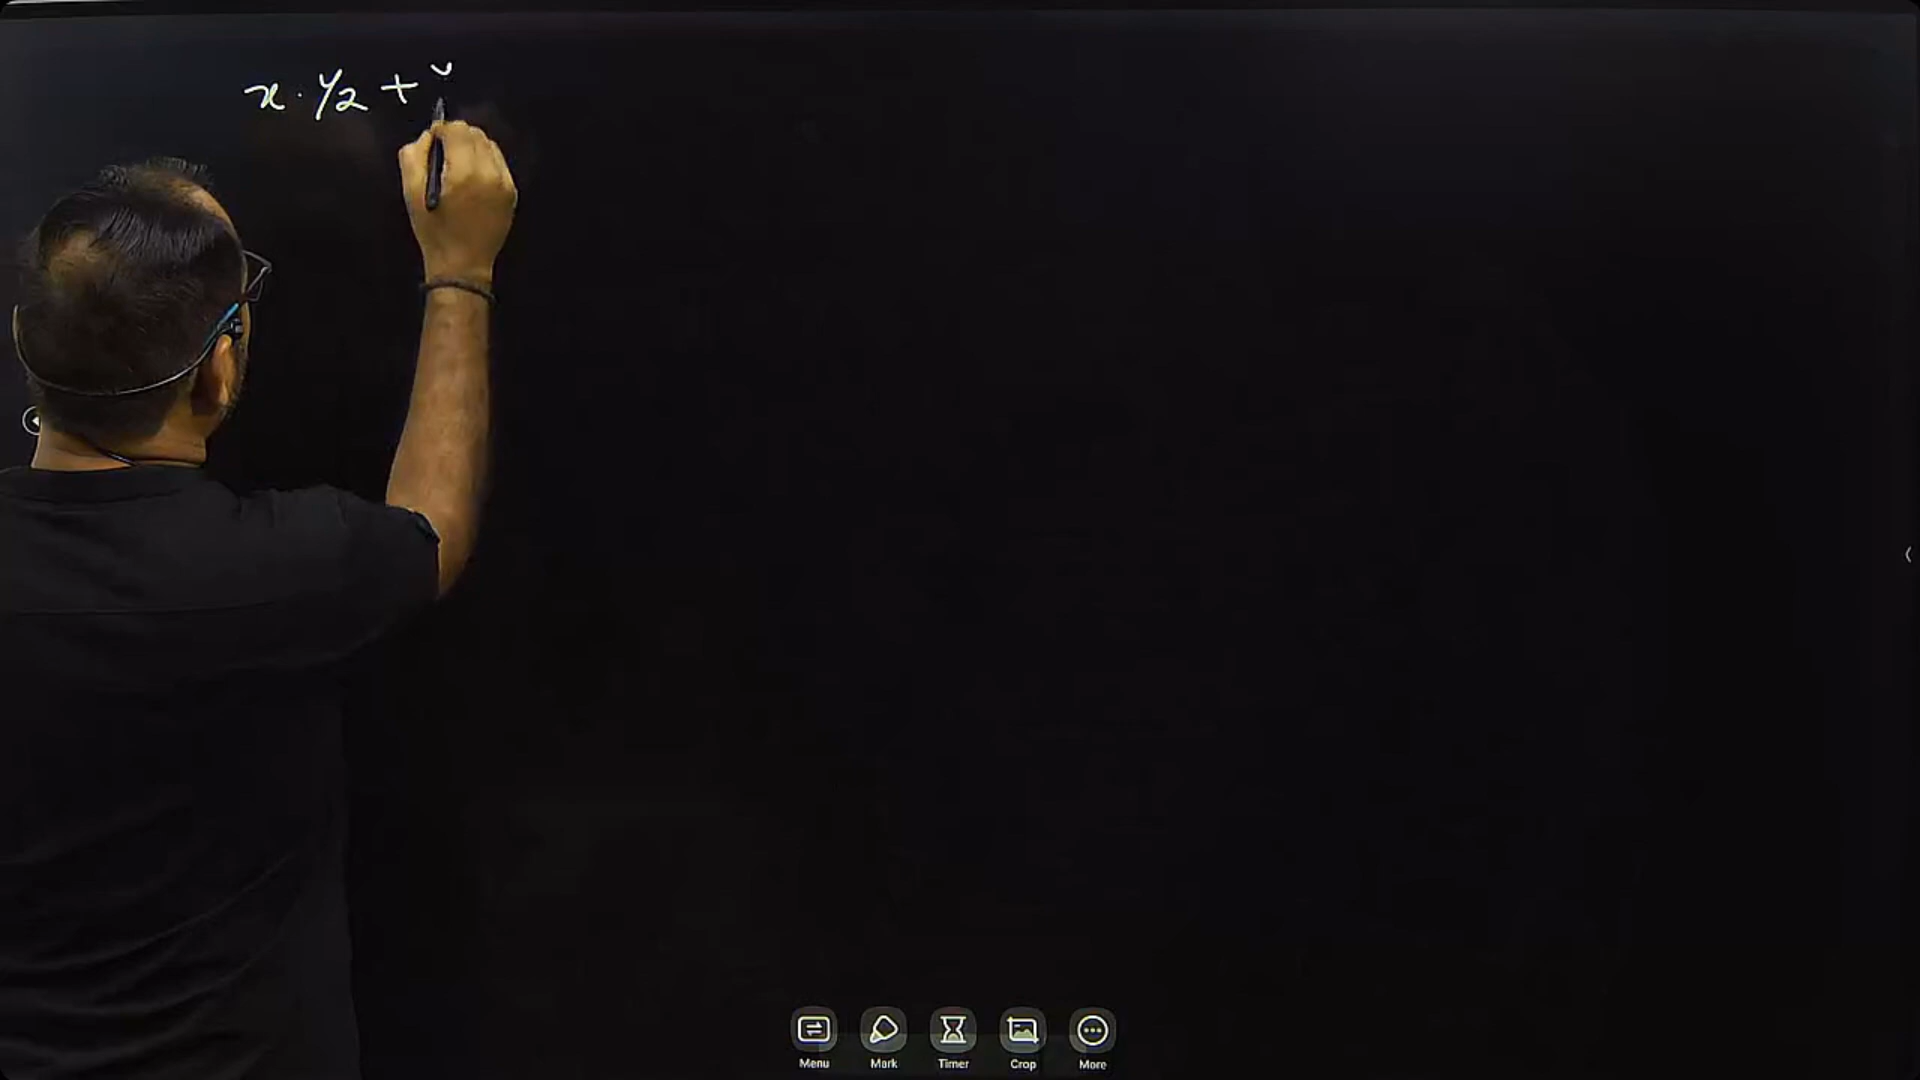 x · y₂ +
Menu Mark Timer Crop More